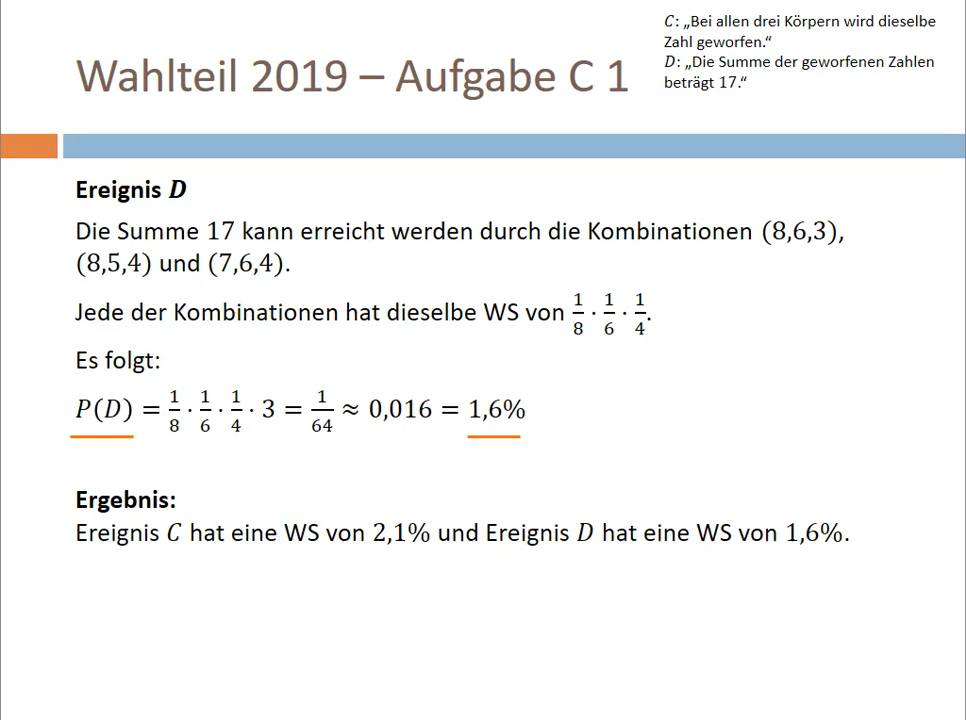 C: „Bei allen drei Körpern wird dieselbe
Zahl geworfen.“
D: „Die Summe der geworfenen Zahlen
beträgt 17.“
Wahlteil 2019 – Aufgabe C 1
Ereignis D
Die Summe 17 kann erreicht werden durch die Kombinationen (8,6,3),
(8,5,4) und (7,6,4).
Jede der Kombinationen hat dieselbe WS von 1/8 · 1/6 · 1/4.
Es folgt:
P(D) = 1/8 · 1/6 · 1/4 · 3 = 1/64 ≈ 0,016 = 1,6%
Ergebnis:
Ereignis C hat eine WS von 2,1% und Ereignis D hat eine WS von 1,6%.